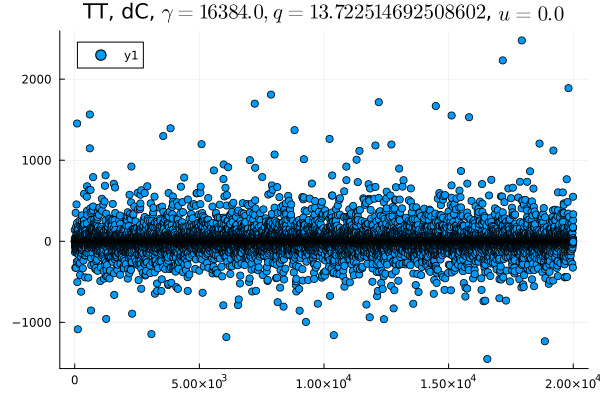 TT, dC, γ = 16384.0, q = 13.722514692508602, u = 0.0
y1
2000
1000
0
−1000
0 5.00×10³ 1.00×10⁴ 1.50×10⁴ 2.00×10⁴